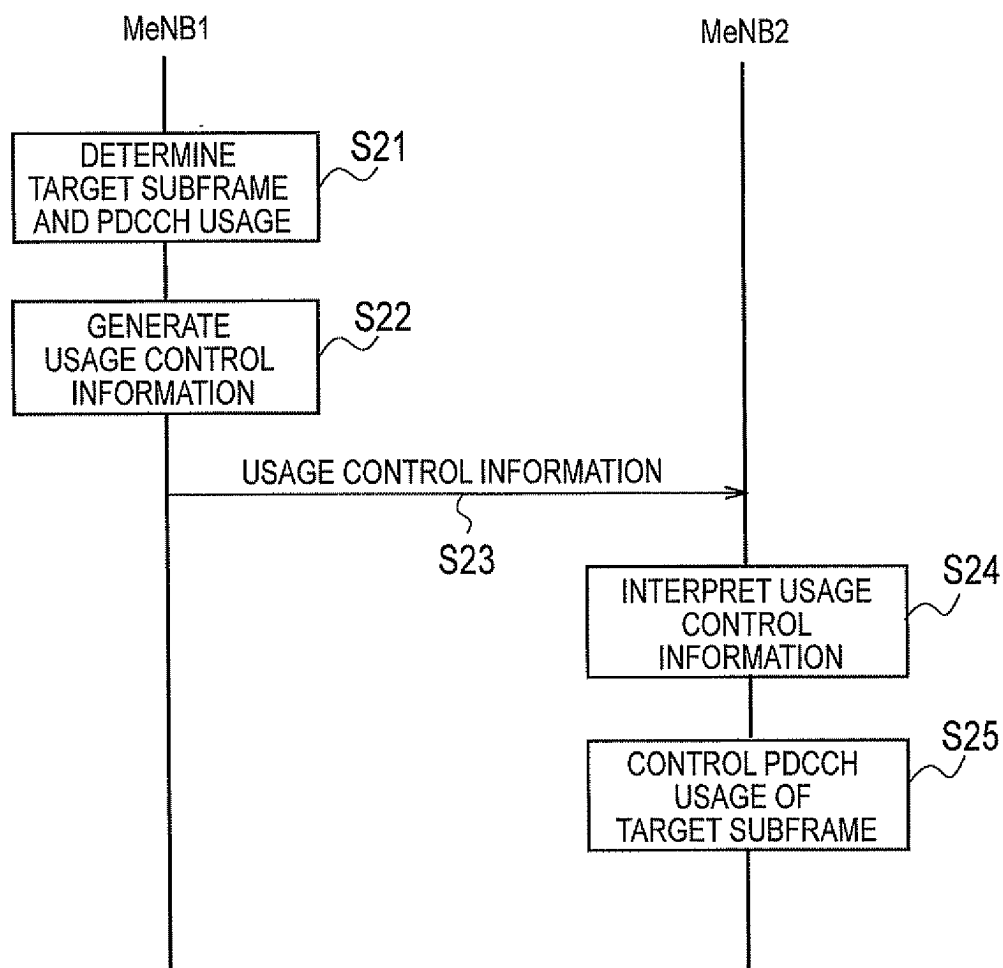 MeNB1
MeNB2
DETERMINE
TARGET SUBFRAME
AND PDCCH USAGE
S21
GENERATE
USAGE CONTROL
INFORMATION
S22
USAGE CONTROL INFORMATION
S23
INTERPRET USAGE
CONTROL
INFORMATION
S24
CONTROL PDCCH
USAGE OF
TARGET SUBFRAME
S25